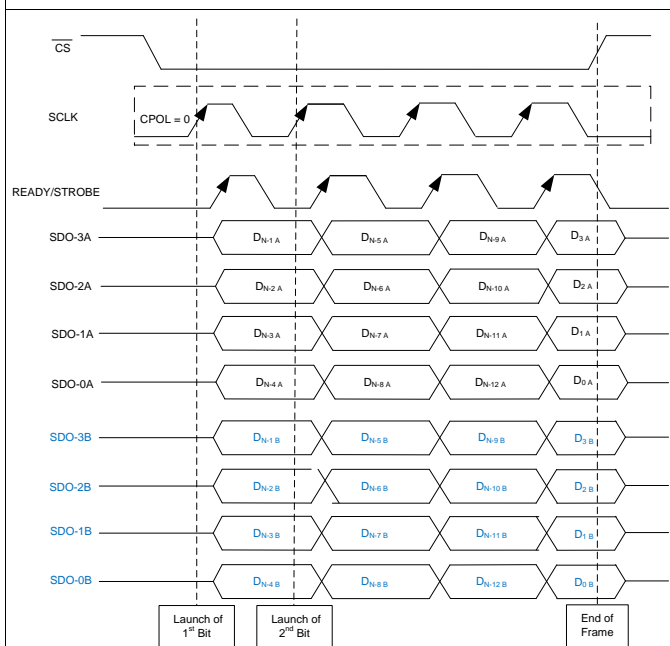 CS
SCLK CPOL = 0
READY/STROBE
SDO-3A DN-1 A DN-5 A DN-9 A D3 A
SDO-2A DN-2 A DN-6 A DN-10 A D2 A
SDO-1A DN-3 A DN-7 A DN-11 A D1 A
SDO-0A DN-4 A DN-8 A DN-12 A D0 A
SDO-3B DN-1 B DN-5 B DN-9 B D3 B
SDO-2B DN-2 B DN-6 B DN-10 B D2 B
SDO-1B DN-3 B DN-7 B DN-11 B D1 B
SDO-0B DN-4 B DN-8 B DN-12 B D0 B
Launch of
1st Bit
Launch of
2nd Bit
End of
Frame